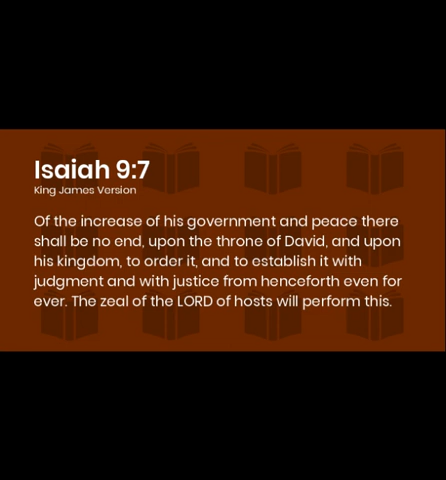 Isaiah 9:7
King James Version
Of the increase of his government and peace there
shall be no end, upon the throne of David, and upon
his kingdom, to order it, and to establish it with
judgment and with justice from henceforth even for
ever. The zeal of the LORD of hosts will perform this.